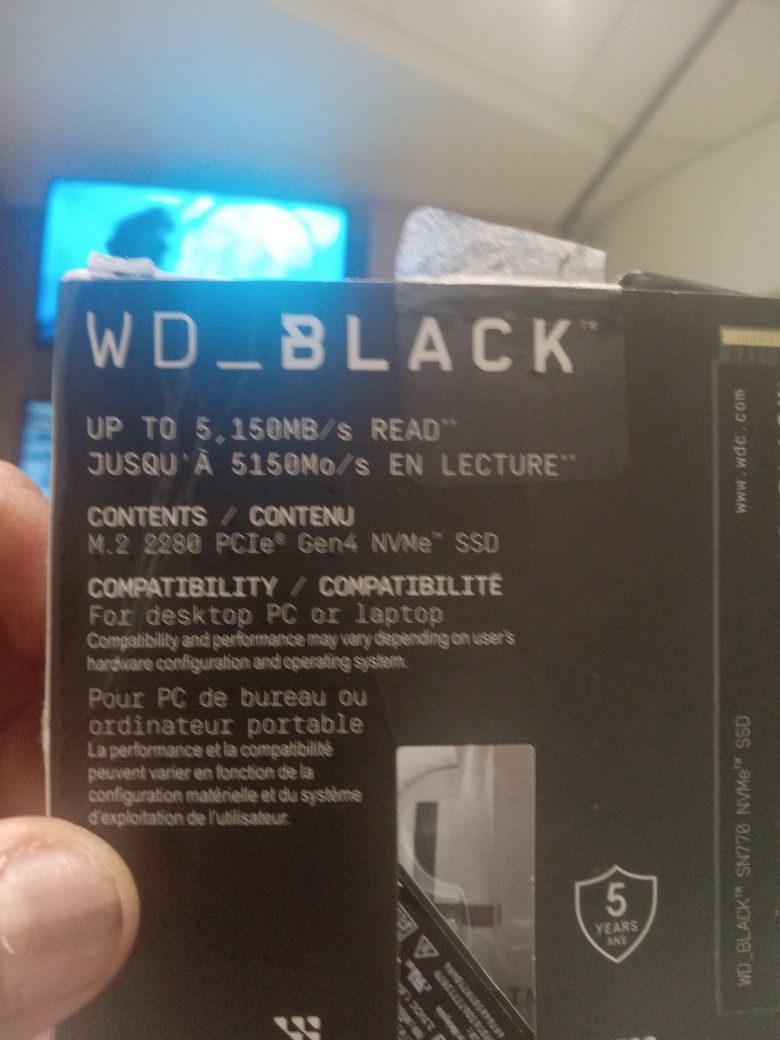 WD_BLACK™
UP TO 5,150MB/s READ**
JUSQU'À 5150Mo/s EN LECTURE**
CONTENTS / CONTENU
M.2 2280 PCIe® Gen4 NVMe™ SSD
COMPATIBILITY / COMPATIBILITÉ
For desktop PC or laptop
Compatibility and performance may vary depending on user's
hardware configuration and operating system.
Pour PC de bureau ou
ordinateur portable
La performance et la compatibilité
peuvent varier en fonction de la
configuration matérielle et du système
d'exploitation de l'utilisateur.
5
YEARS
ANS
www.wdc.com
WD_BLACK™ SN770 NVMe™ SSD